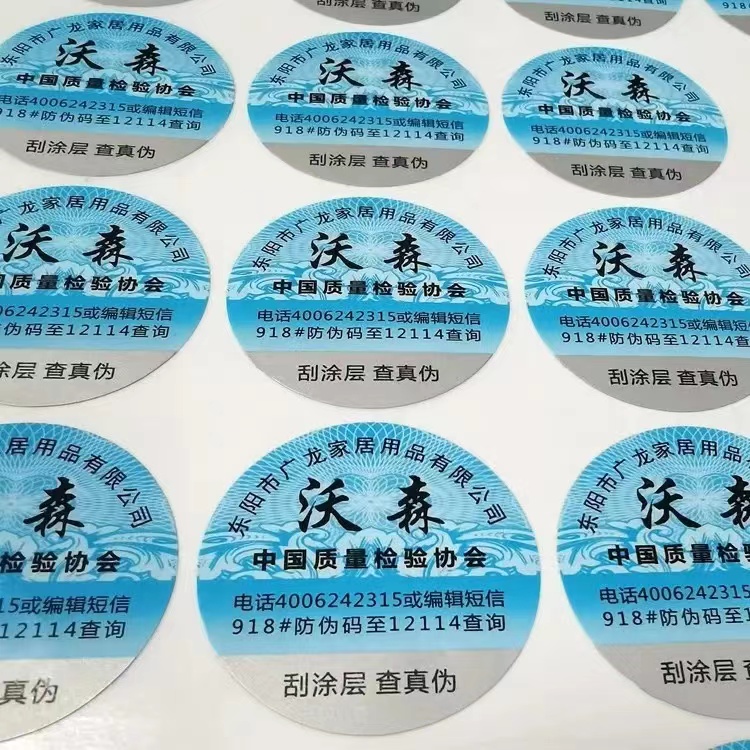 东阳市广龙家居用品有限公司
沃森
中国质量检验协会
电话4006242315或编辑短信
918#防伪码至12114查询
刮涂层 查真伪
东阳市广龙家居用品有限公司
沃森
中国质量检验协会
电话4006242315或编辑短信
918#防伪码至12114查询
刮涂层 查真伪
东阳市广龙家居用品有限公司
沃森
中国质量检验协会
电话4006242315或编辑短信
918#防伪码至12114查询
刮涂层 查真伪
广龙家居用品有限公司
沃森
国质量检验协会
006242315或编辑短信
防伪码至12114查询
涂层 查真伪
东阳市广龙家居用品有限公司
沃森
中国质量检验协会
电话4006242315或编辑短信
918#防伪码至12114查询
刮涂层 查真伪
东阳市广龙家居用品有限公司
沃森
中国质量检验协会
电话4006242315或编辑短信
918#防伪码至12114查询
刮涂层 查真伪
家居用品有限公司
森
量检验协会
315或编辑短信
至12114查询
查真伪
东阳市广龙家居用品有限公司
沃森
中国质量检验协会
电话4006242315或编辑短信
918#防伪码至12114查询
刮涂层 查真伪
东阳市广龙家居用品
沃森
中国质量检验协
电话4006242315
918#防伪码至121
刮涂层